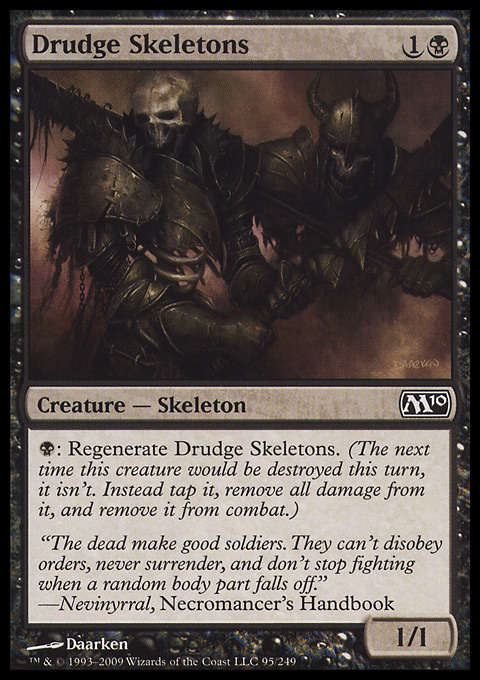 Drudge Skeletons 1
DAARKEN
Creature — Skeleton M10
: Regenerate Drudge Skeletons. (The next
time this creature would be destroyed this turn,
it isn't. Instead tap it, remove all damage from
it, and remove it from combat.)
“The dead make good soldiers. They can't disobey
orders, never surrender, and don't stop fighting
when a random body part falls off.”
—Nevinyrral, Necromancer's Handbook
Daarken
1/1
™ & © 1993–2009 Wizards of the Coast LLC 95/249